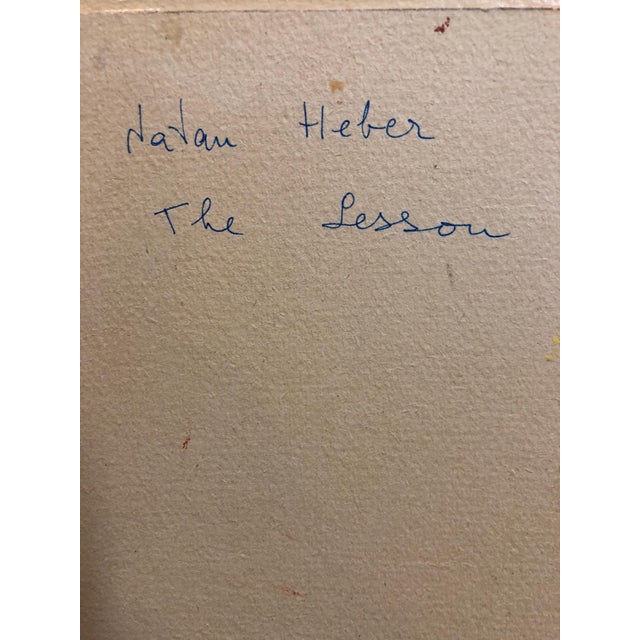 Natan Heber
The Lesson